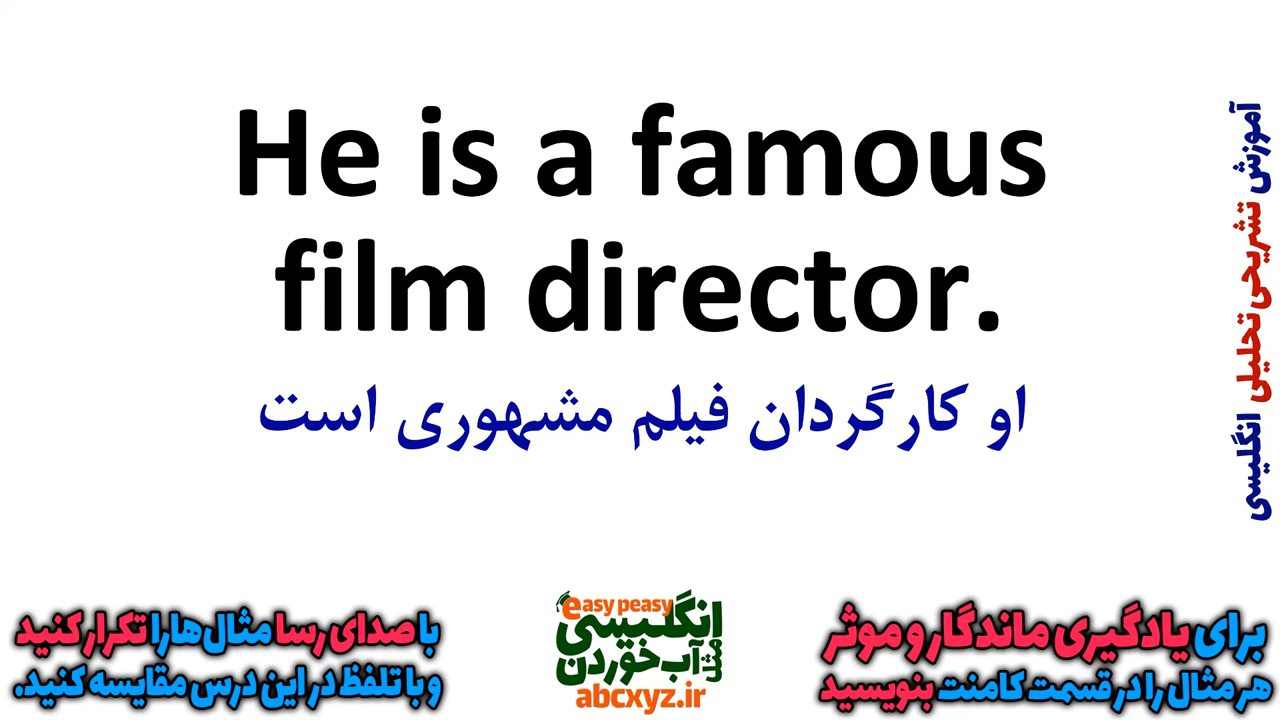 He is a famous
film director.
او کارگردان فیلم مشهوری است
آموزش تشریحی تحلیلی انگلیسی
برای یادگیری ماندگار و موثر
هر مثال را در قسمت کامنت بنویسید
easy peasy
انگلیسی
مثل آب خوردن
abcxyz.ir
با صدای رسا مثال‌ها را تکرار کنید
و با تلفظ در این درس مقایسه کنید.